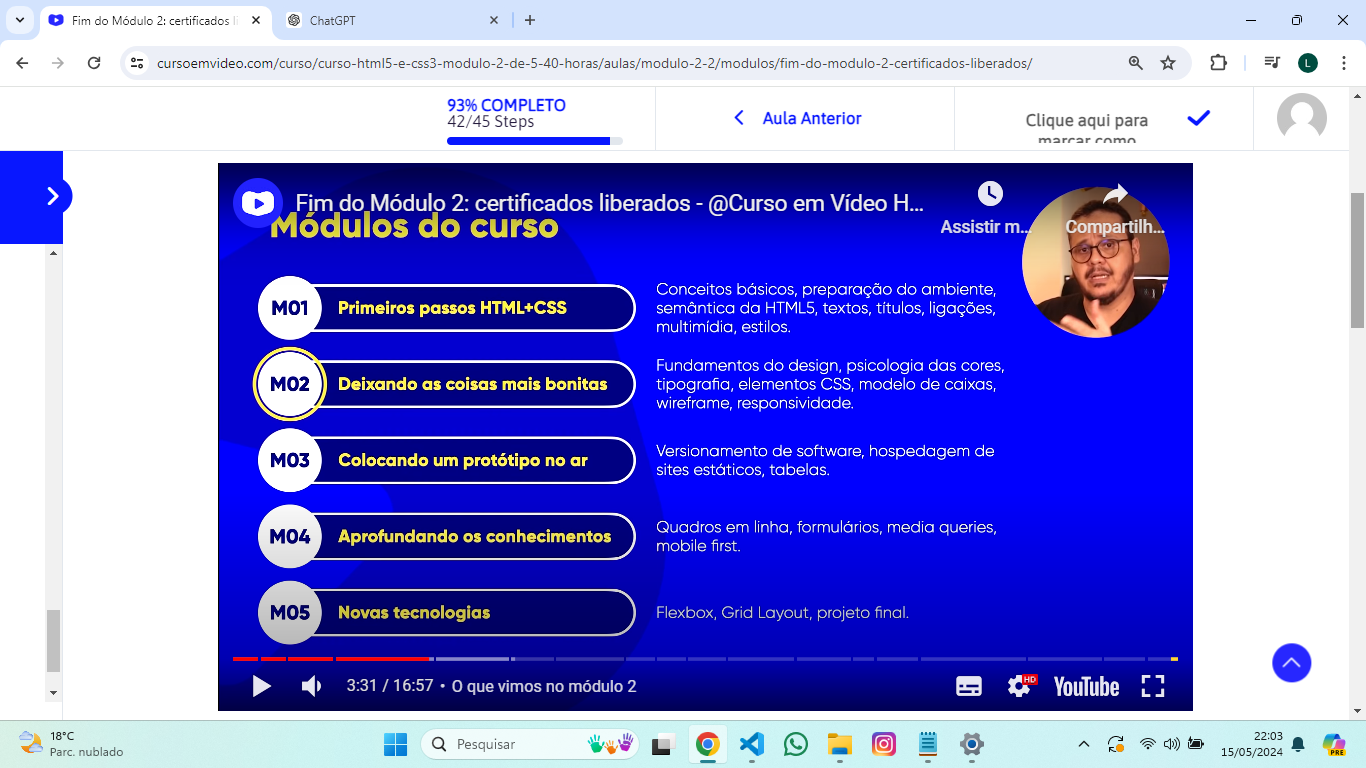 Fim do Módulo 2: certificados li
ChatGPT
cursoemvideo.com/curso/curso-html5-e-css3-modulo-2-de-5-40-horas/aulas/modulo-2-2/modulos/fim-do-modulo-2-certificados-liberados/
L
93% COMPLETO
42/45 Steps
Aula Anterior
Clique aqui para
marcar como
Fim do Módulo 2: certificados liberados - @Curso em Vídeo H...
Assistir m...
Compartilh...
Módulos do curso
M01
Primeiros passos HTML+CSS
Conceitos básicos, preparação do ambiente,
semântica da HTML5, textos, títulos, ligações,
multimídia, estilos.
M02
Deixando as coisas mais bonitas
Fundamentos do design, psicologia das cores,
tipografia, elementos CSS, modelo de caixas,
wireframe, responsividade.
M03
Colocando um protótipo no ar
Versionamento de software, hospedagem de
sites estáticos, tabelas.
M04
Aprofundando os conhecimentos
Quadros em linha, formulários, media queries,
mobile first.
M05
Novas tecnologias
Flexbox, Grid Layout, projeto final.
3:31 / 16:57 • O que vimos no módulo 2
HD
YouTube
18°C
Parc. nublado
Pesquisar
22:03
15/05/2024
PRE